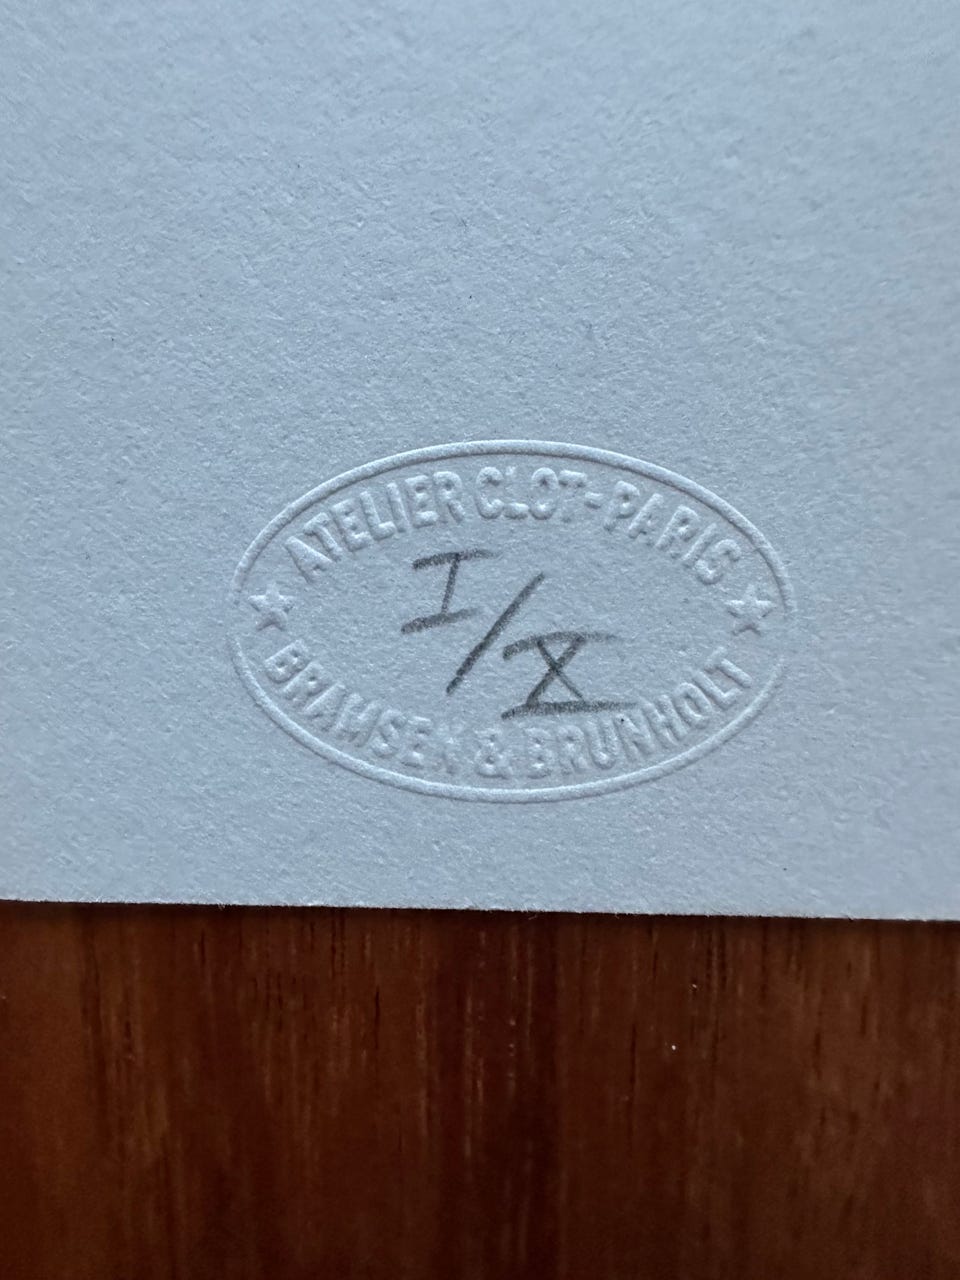 ATELIER CLOT-PARIS
I/X
BRAMSEN & BRUNHOLT